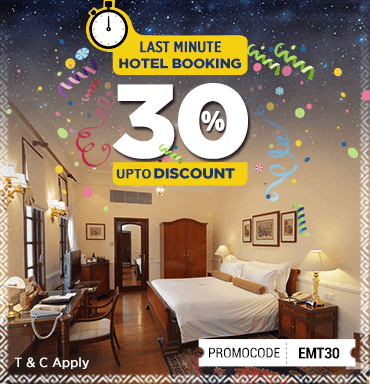 LAST MINUTE
HOTEL BOOKING
30%
UPTO DISCOUNT
PROMOCODE EMT30
T & C Apply